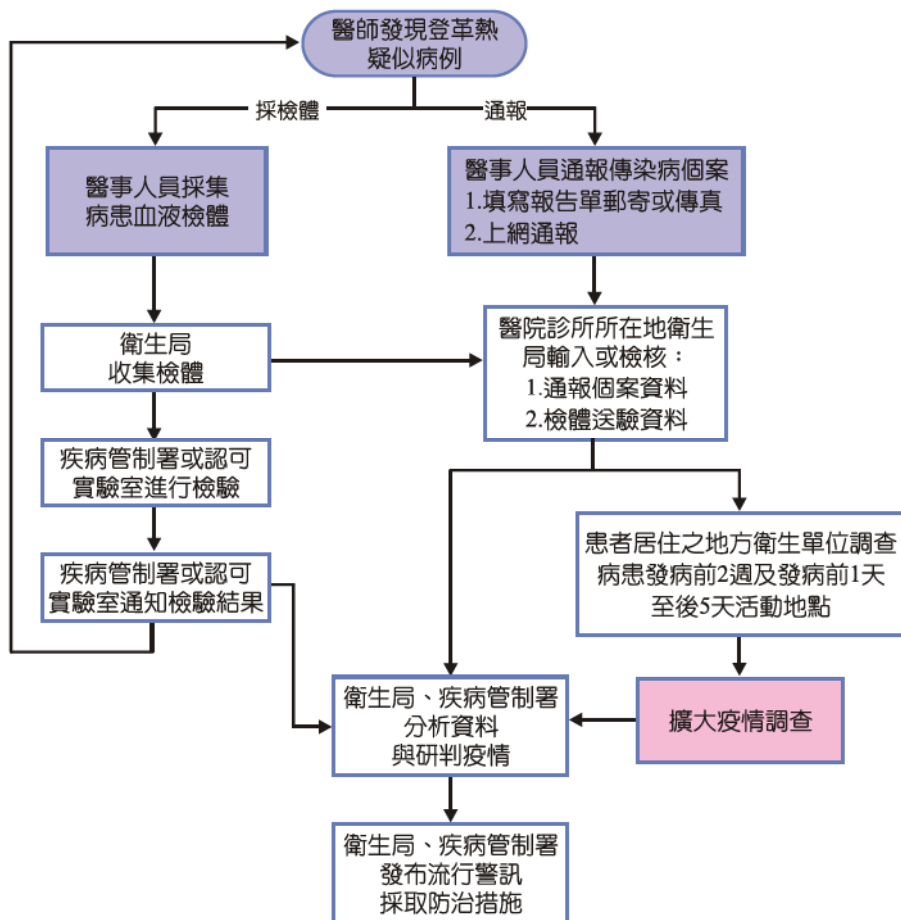 醫師發現登革熱
疑似病例
採檢體
通報
醫事人員採集
病患血液檢體
醫事人員通報傳染病個案
1.填寫報告單郵寄或傳真
2.上網通報
衛生局
收集檢體
醫院診所所在地衛生
局輸入或檢核：
1.通報個案資料
2.檢體送驗資料
疾病管制署或認可
實驗室進行檢驗
疾病管制署或認可
實驗室通知檢驗結果
患者居住之地方衛生單位調查
病患發病前2週及發病前1天
至後5天活動地點
衛生局、疾病管制署
分析資料
與研判疫情
擴大疫情調查
衛生局、疾病管制署
發布流行警訊
採取防治措施